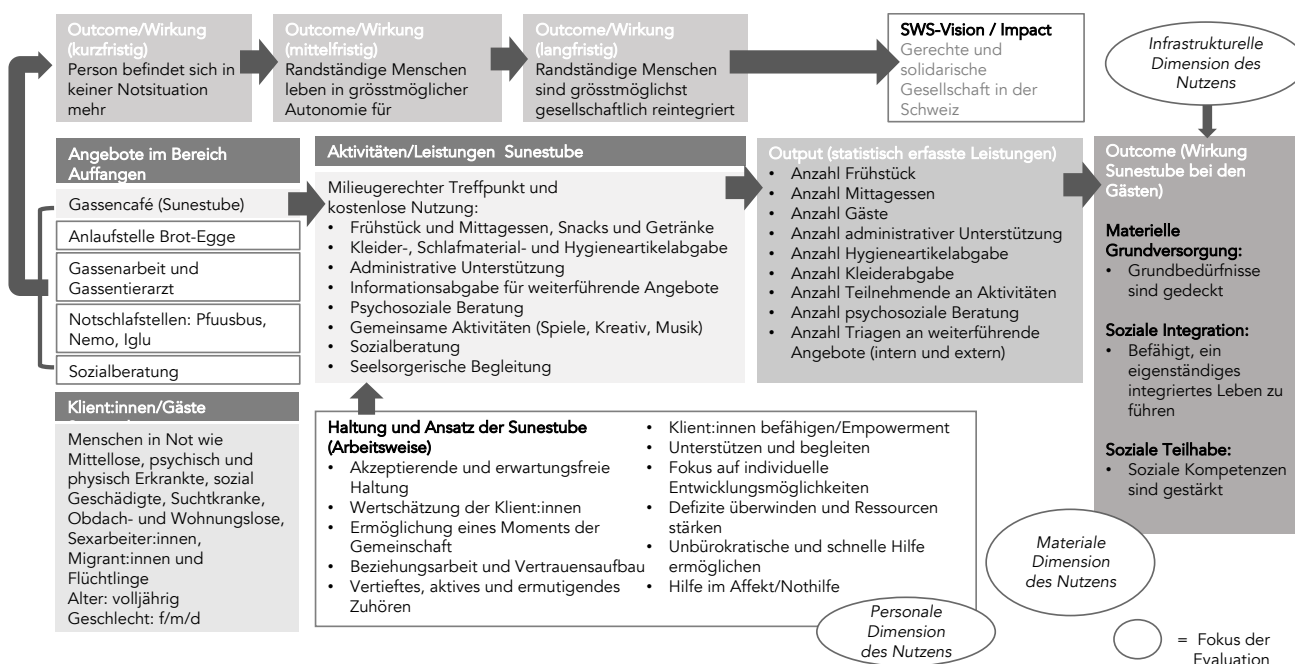 Outcome/Wirkung
(kurzfristig)
Person befindet sich in
keiner Notsituation
mehr
Outcome/Wirkung
(mittelfristig)
Randständige Menschen
leben in grösstmöglicher
Autonomie für
Outcome/Wirkung
(langfristig)
Randständige Menschen
sind grösstmöglichst
gesellschaftlich reintegriert
SWS-Vision / Impact
Gerechte und
solidarische
Gesellschaft in der
Schweiz
Infrastrukturelle
Dimension des
Nutzens
Angebote im Bereich
Auffangen
Gassencafé (Sunestube)
Anlaufstelle Brot-Egge
Gassenarbeit und
Gassentierarzt
Notschlafstellen: Pfuusbus,
Nemo, Iglu
Sozialberatung
Klient:innen/Gäste
Menschen in Not wie
Mittellose, psychisch und
physisch Erkrankte, sozial
Geschädigte, Suchtkranke,
Obdach- und Wohnungslose,
Sexarbeiter:innen,
Migrant:innen und
Flüchtlinge
Alter: volljährig
Geschlecht: f/m/d
Aktivitäten/Leistungen Sunestube
Milieugerechter Treffpunkt und
kostenlose Nutzung:
• Frühstück und Mittagessen, Snacks und Getränke
• Kleider-, Schlafmaterial- und Hygieneartikelabgabe
• Administrative Unterstützung
• Informationsabgabe für weiterführende Angebote
• Psychosoziale Beratung
• Gemeinsame Aktivitäten (Spiele, Kreativ, Musik)
• Sozialberatung
• Seelsorgerische Begleitung
Output (statistisch erfasste Leistungen)
• Anzahl Frühstück
• Anzahl Mittagessen
• Anzahl Gäste
• Anzahl administrativer Unterstützung
• Anzahl Hygieneartikelabgabe
• Anzahl Kleiderabgabe
• Anzahl Teilnehmende an Aktivitäten
• Anzahl psychosoziale Beratung
• Anzahl Triagen an weiterführende
Angebote (intern und extern)
Outcome (Wirkung
Sunestube bei den
Gästen)
Materielle
Grundversorgung:
• Grundbedürfnisse
sind gedeckt
Soziale Integration:
• Befähigt, ein
eigenständiges
integriertes Leben zu
führen
Soziale Teilhabe:
• Soziale Kompetenzen
sind gestärkt
Haltung und Ansatz der Sunestube
(Arbeitsweise)
• Akzeptierende und erwartungsfreie
Haltung
• Wertschätzung der Klient:innen
• Ermöglichung eines Moments der
Gemeinschaft
• Beziehungsarbeit und Vertrauensaufbau
• Vertieftes, aktives und ermutigendes
Zuhören
• Klient:innen befähigen/Empowerment
• Unterstützen und begleiten
• Fokus auf individuelle
Entwicklungsmöglichkeiten
• Defizite überwinden und Ressourcen
stärken
• Unbürokratische und schnelle Hilfe
ermöglichen
• Hilfe im Affekt/Nothilfe
Personale
Dimension
des Nutzens
Materiale
Dimension
des Nutzens
= Fokus der
Evaluation